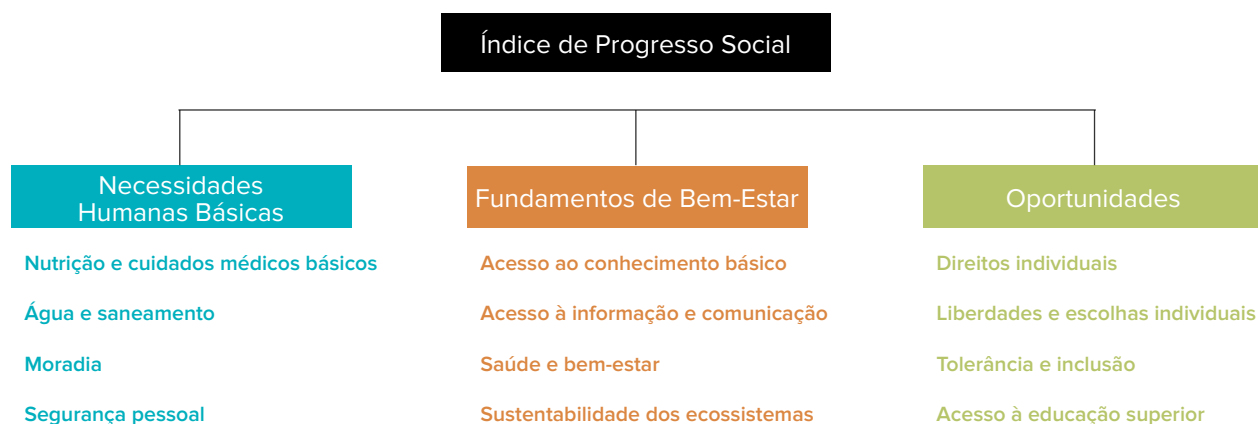 Índice de Progresso Social
Necessidades
Humanas Básicas
Nutrição e cuidados médicos básicos
Água e saneamento
Moradia
Segurança pessoal
Fundamentos de Bem-Estar
Acesso ao conhecimento básico
Acesso à informação e comunicação
Saúde e bem-estar
Sustentabilidade dos ecossistemas
Oportunidades
Direitos individuais
Liberdades e escolhas individuais
Tolerância e inclusão
Acesso à educação superior